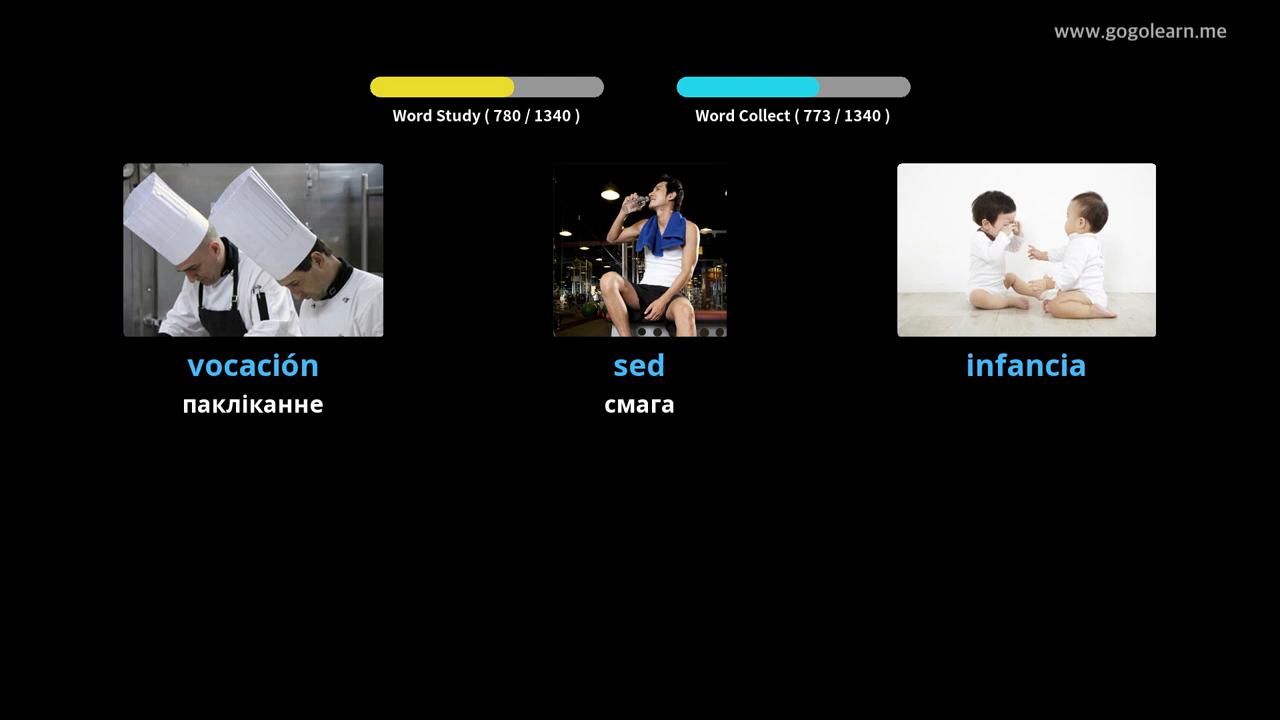 www.gogolearn.me
Word Study ( 780 / 1340 )
Word Collect ( 773 / 1340 )
vocación
пакліканне
sed
смага
infancia